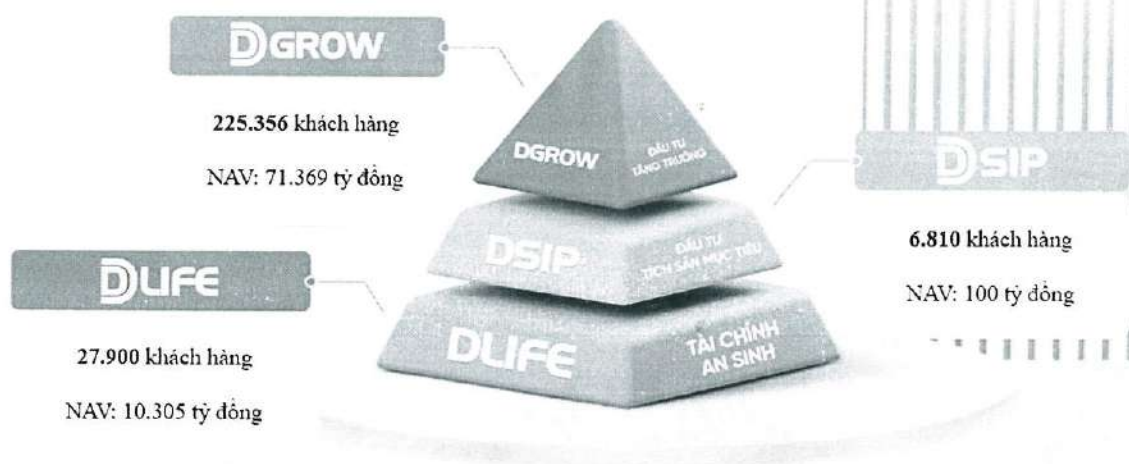 DGROW
225.356 khách hàng
NAV: 71.369 tỷ đồng
DGROW
ĐẦU TƯ
TĂNG TRƯỞNG
DSIP
6.810 khách hàng
NAV: 100 tỷ đồng
DSIP
ĐẦU TƯ
TÍCH SẢN MỤC TIÊU
DLIFE
27.900 khách hàng
NAV: 10.305 tỷ đồng
DLIFE
TÀI CHÍNH
AN SINH